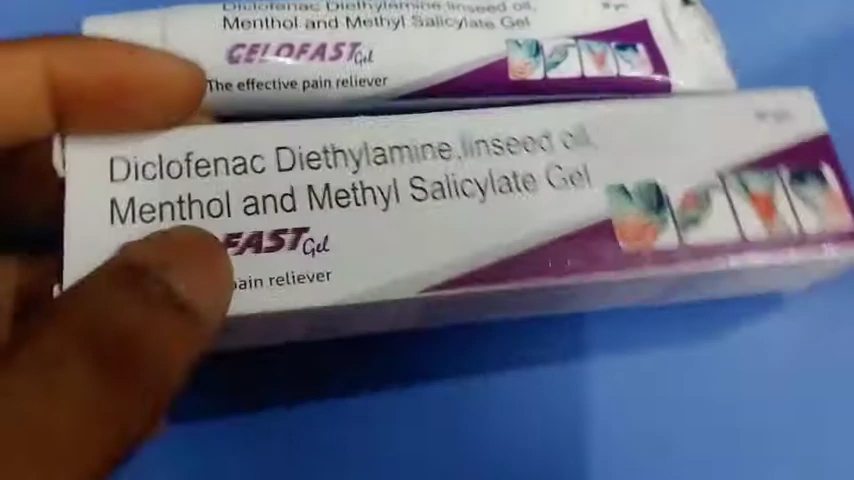 Diclofenac Diethylamine, linseed oil,
Menthol and Methyl Salicylate Gel
GELOFAST Gel
The effective pain reliever
Diclofenac Diethylamine, linseed oil,
Menthol and Methyl Salicylate Gel
FAST Gel
pain reliever